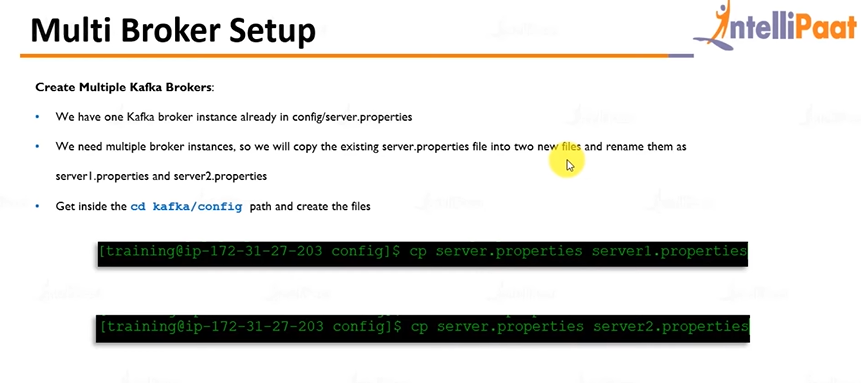 Multi Broker Setup
IntelliPaat
Create Multiple Kafka Brokers:
• We have one Kafka broker instance already in config/server.properties
• We need multiple broker instances, so we will copy the existing server.properties file into two new files and rename them as
server1.properties and server2.properties
• Get inside the cd kafka/config path and create the files
[training@ip-172-31-27-203 config]$ cp server.properties server1.properties
[training@ip-172-31-27-203 config]$ cp server.properties server2.properties